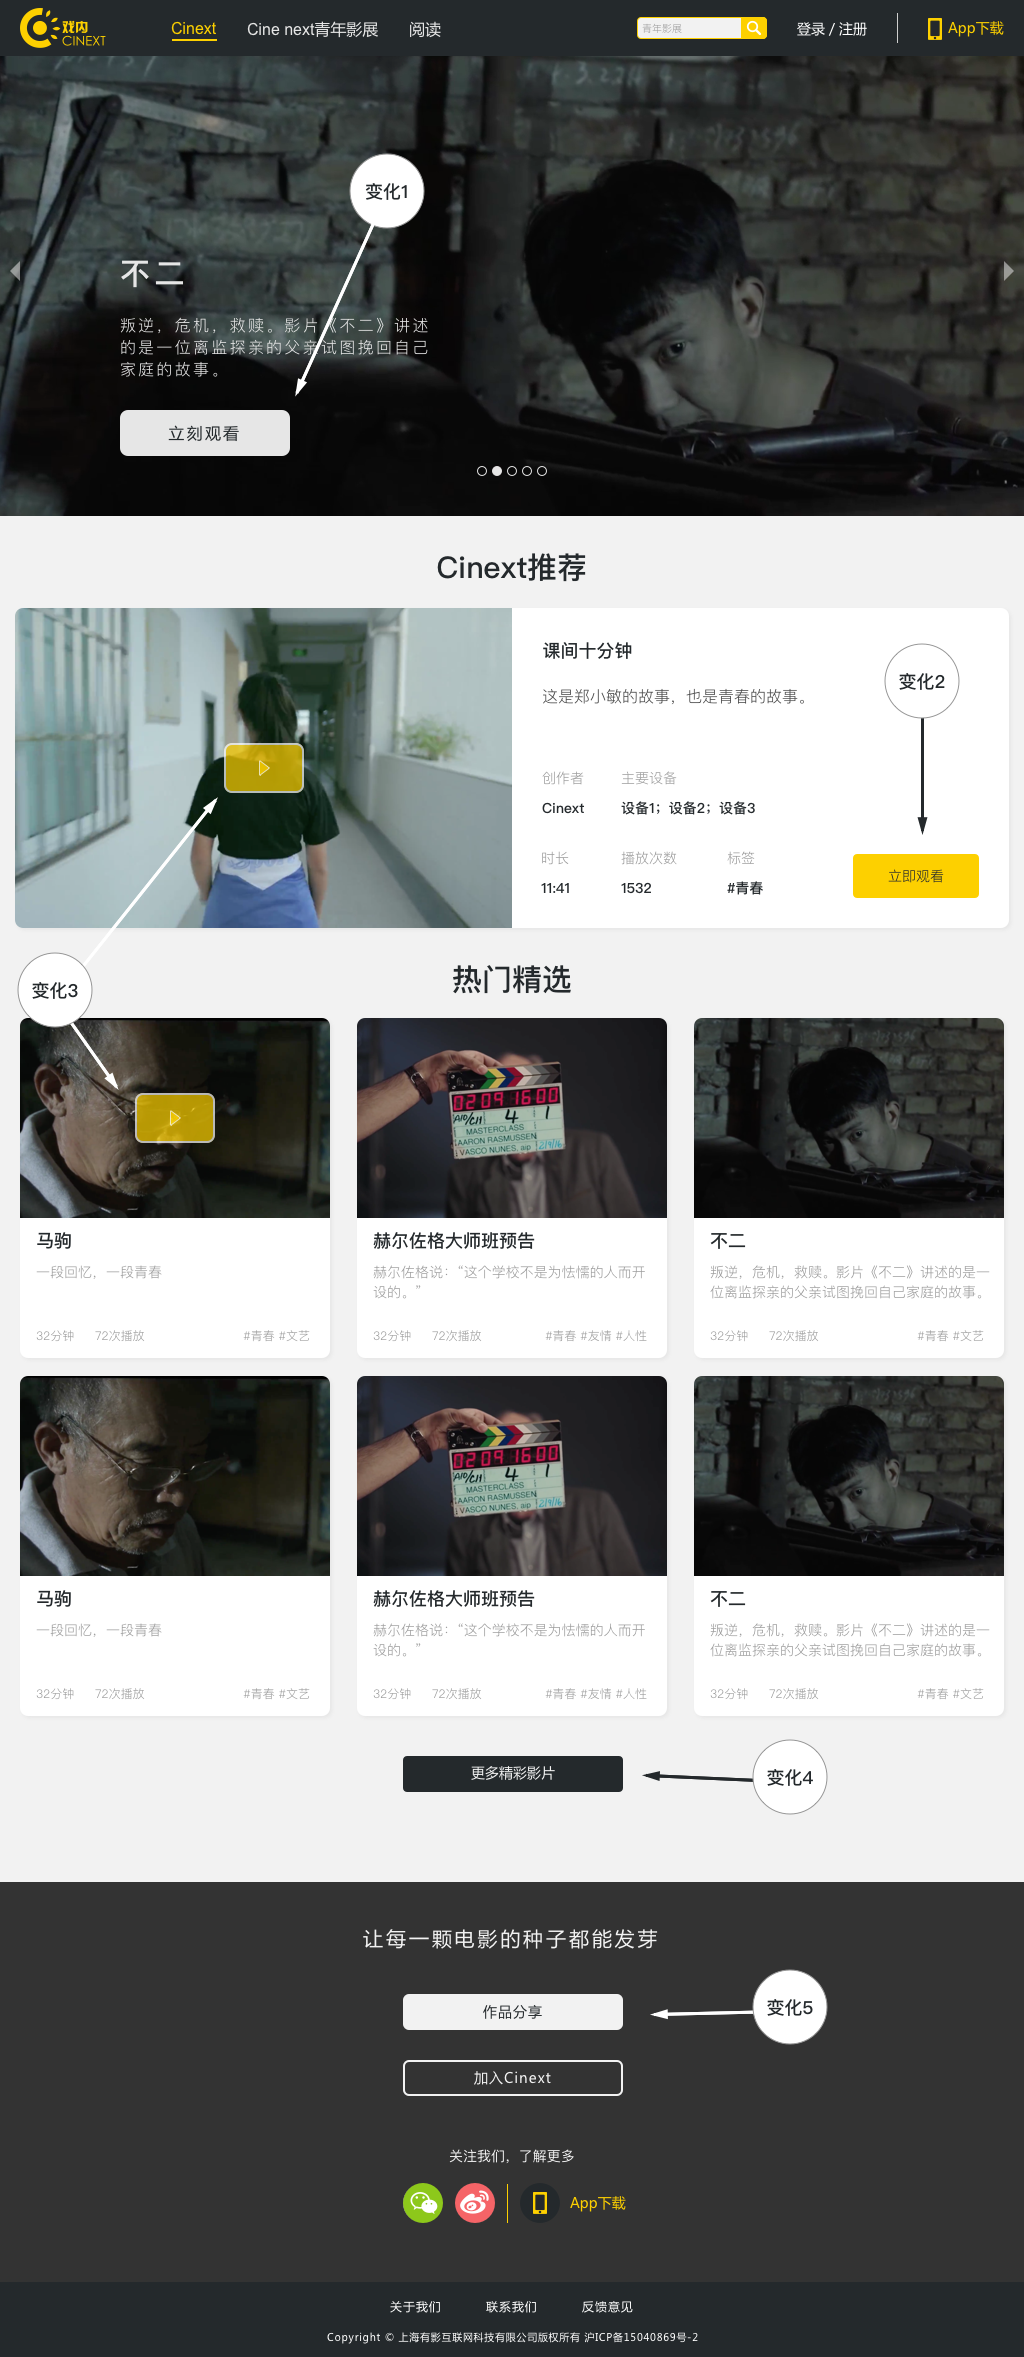 戏内
CINEXT
Cinext
Cine next青年影展
阅读
青年影展
登录 / 注册
App下载
变化1
不二
叛逆，危机，救赎。影片《不二》讲述
的是一位离监探亲的父亲试图挽回自己
家庭的故事。
立刻观看
Cinext推荐
课间十分钟
变化2
这是郑小敏的故事，也是青春的故事。
创作者
主要设备
Cinext
设备1；设备2；设备3
时长
播放次数
标签
11:41
1532
#青春
立即观看
变化3
热门精选
02 09 16:00
A10/C11
4
1
MASTERCLASS
AARON RASMUSSEN
VASCO NUNES, aip
2/9/16
马驹
一段回忆，一段青春
32分钟
72次播放
#青春 #文艺
赫尔佐格大师班预告
赫尔佐格说：“这个学校不是为怯懦的人而开
设的。”
32分钟
72次播放
#青春 #友情 #人性
不二
叛逆，危机，救赎。影片《不二》讲述的是一
位离监探亲的父亲试图挽回自己家庭的故事。
32分钟
72次播放
#青春 #文艺
02 09 16:00
A10/C11
4
1
MASTERCLASS
AARON RASMUSSEN
VASCO NUNES, aip
2/9/16
马驹
一段回忆，一段青春
32分钟
72次播放
#青春 #文艺
赫尔佐格大师班预告
赫尔佐格说：“这个学校不是为怯懦的人而开
设的。”
32分钟
72次播放
#青春 #友情 #人性
不二
叛逆，危机，救赎。影片《不二》讲述的是一
位离监探亲的父亲试图挽回自己家庭的故事。
32分钟
72次播放
#青春 #文艺
更多精彩影片
变化4
让每一颗电影的种子都能发芽
作品分享
变化5
加入Cinext
关注我们，了解更多
App下载
关于我们
联系我们
反馈意见
Copyright © 上海有影互联网科技有限公司版权所有 沪ICP备15040869号-2